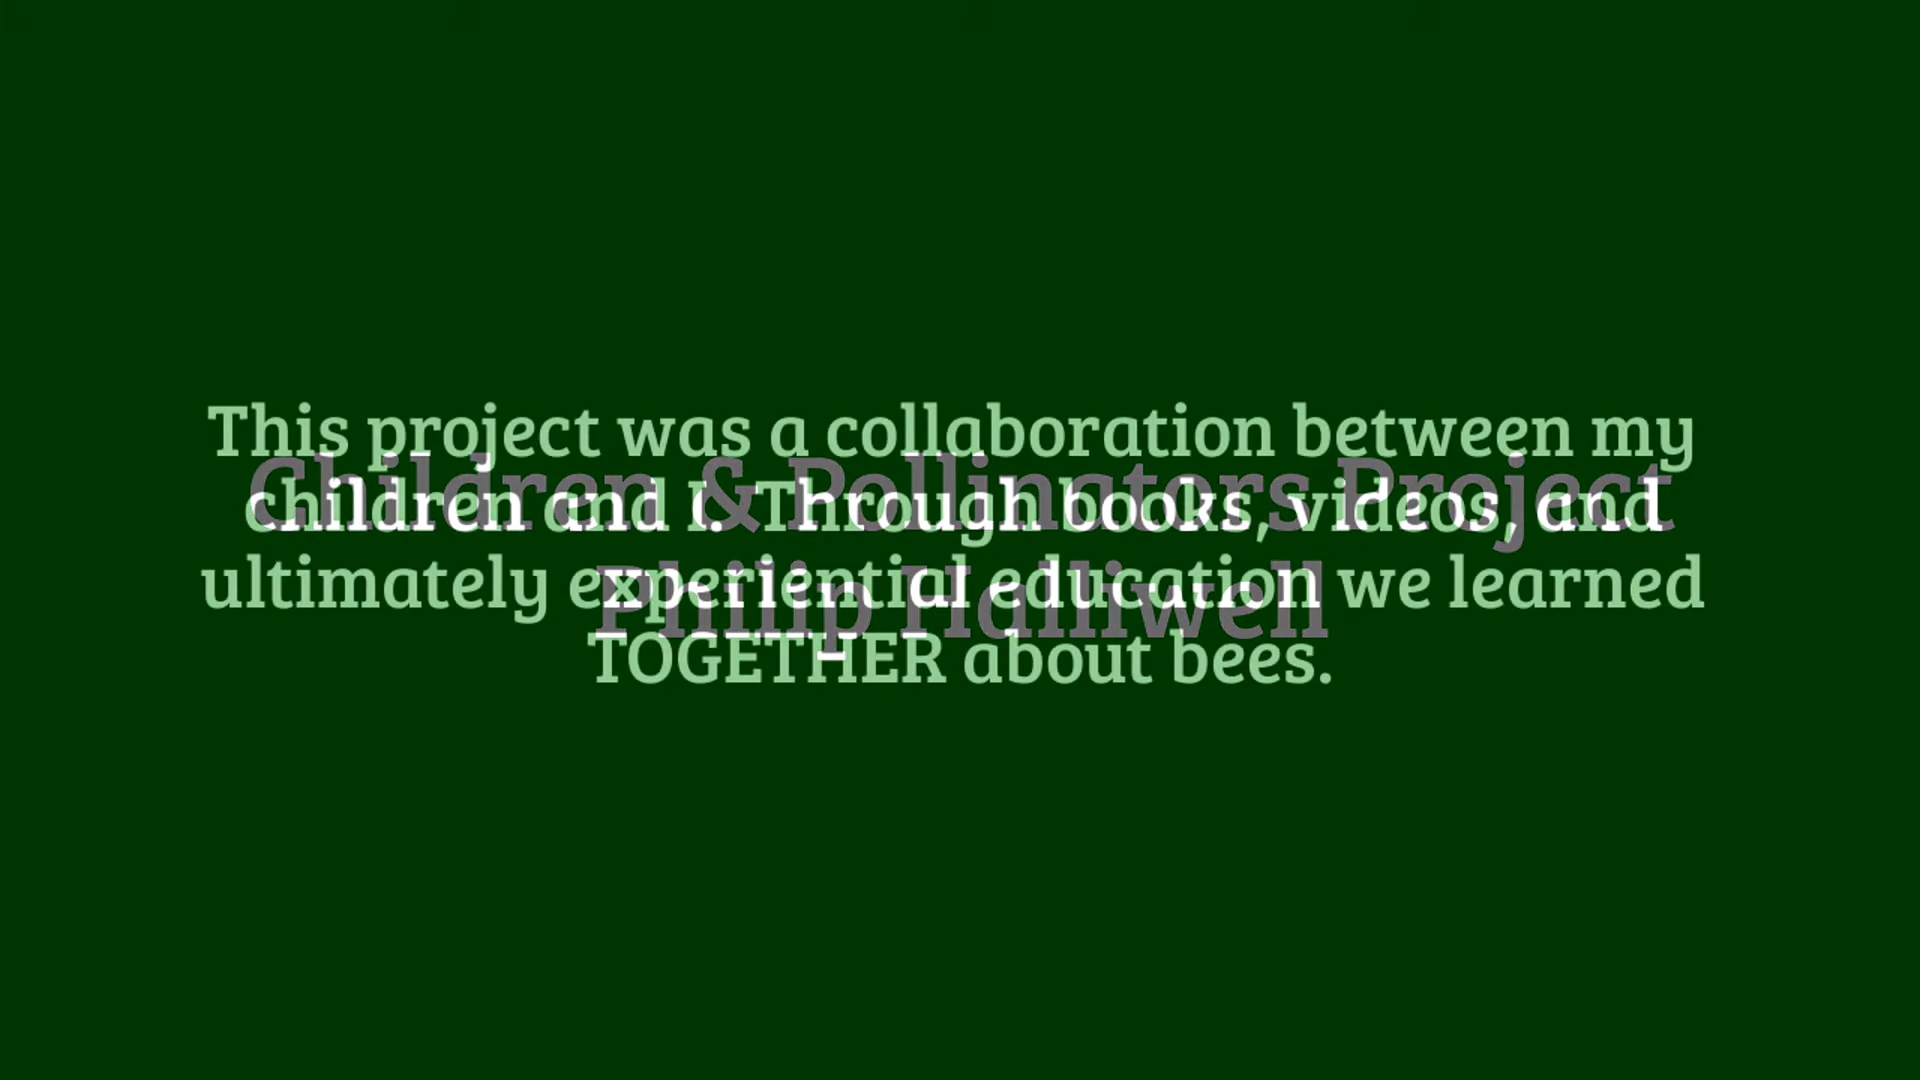 This project was a collaboration between my
Children & Pollinators Project
children and I. Through books, videos, and
ultimately experiential education we learned
Philip Halliwell
TOGETHER about bees.